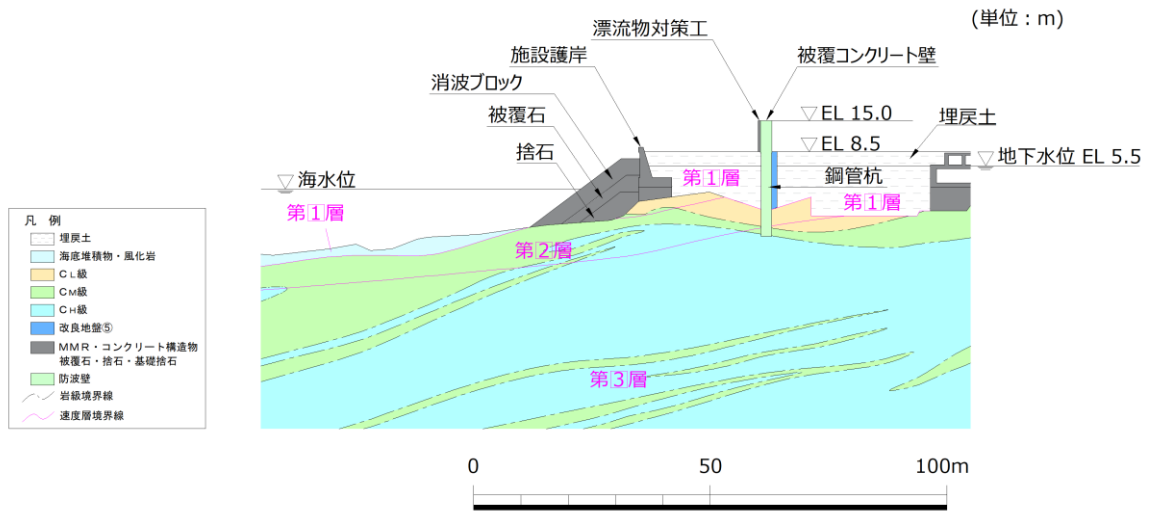 (単位：m)
漂流物対策工
施設護岸
被覆コンクリート壁
消波ブロック
被覆石
捨石
EL 15.0
EL 8.5
埋戻土
地下水位 EL 5.5
海水位
鋼管杭
第1層
第1層
第1層
第2層
第3層
凡 例
埋戻土
海底堆積物・風化岩
CL級
CM級
CH級
改良地盤⑤
MMR・コンクリート構造物
被覆石・捨石・基礎捨石
防波壁
岩級境界線
速度層境界線
0 50 100m